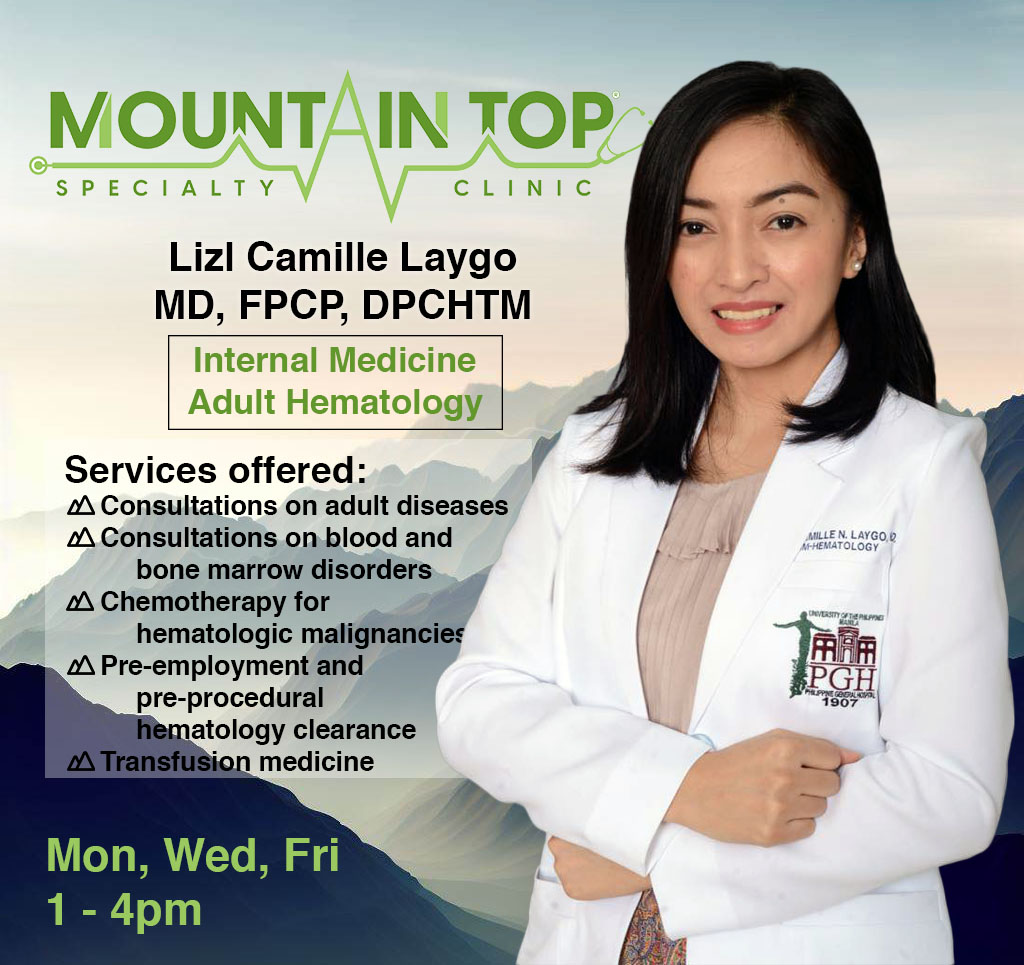 MOUNTAIN TOP
SPECIALTY CLINIC
Lizl Camille Laygo
MD, FPCP, DPCHTM
Internal Medicine
Adult Hematology
Services offered:
Consultations on adult diseases
Consultations on blood and
bone marrow disorders
Chemotherapy for
hematologic malignancies
Pre-employment and
pre-procedural
hematology clearance
Transfusion medicine
Mon, Wed, Fri
1 - 4pm
MILLE N. LAYGO,
M-HEMATOLOGY
UNIVERSITY OF THE PHILIPPINES
MANILA
PGH
PHILIPPINE GENERAL HOSPITAL
1907